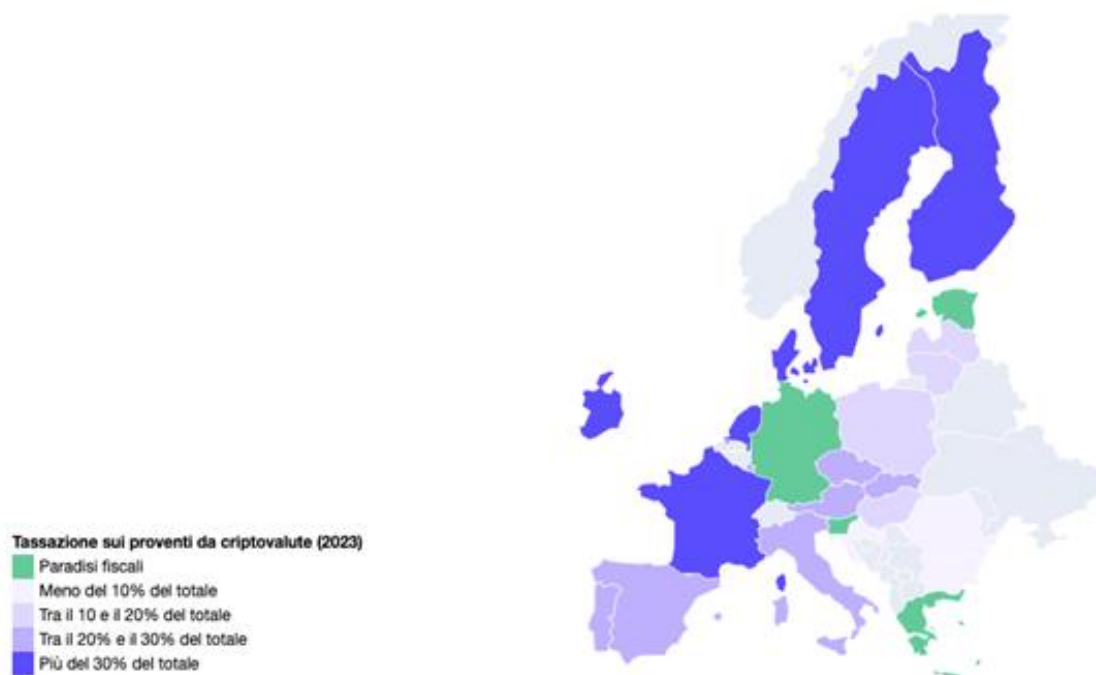 Tassazione sui proventi da criptovalute (2023)
Paradisi fiscali
Meno del 10% del totale
Tra il 10 e il 20% del totale
Tra il 20% e il 30% del totale
Più del 30% del totale